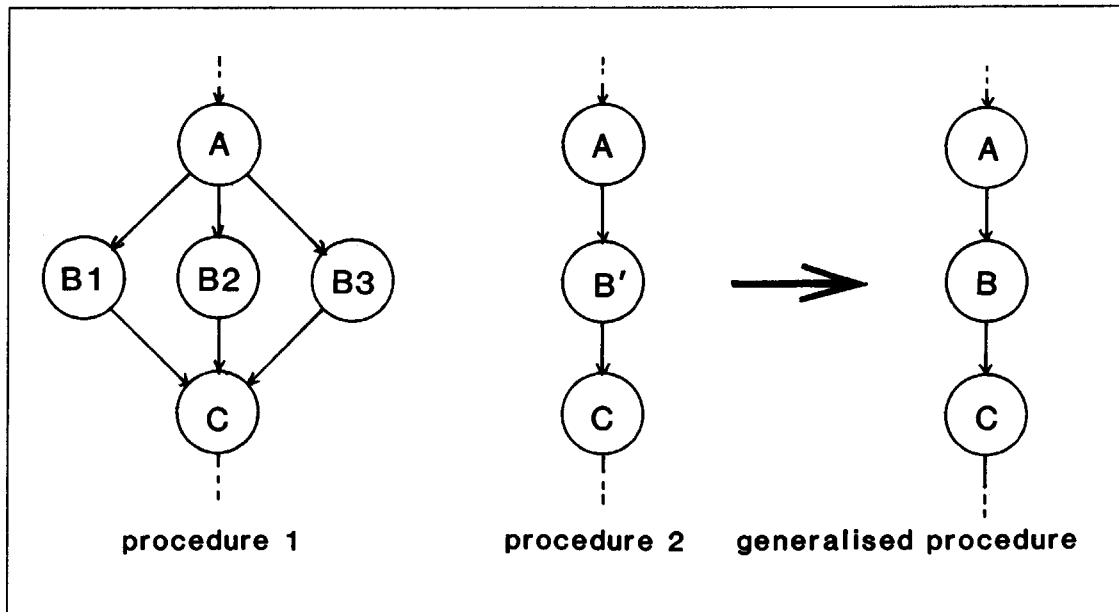 A
B1
B2
B3
C
procedure 1
A
B'
C
procedure 2
A
B
C
generalised procedure